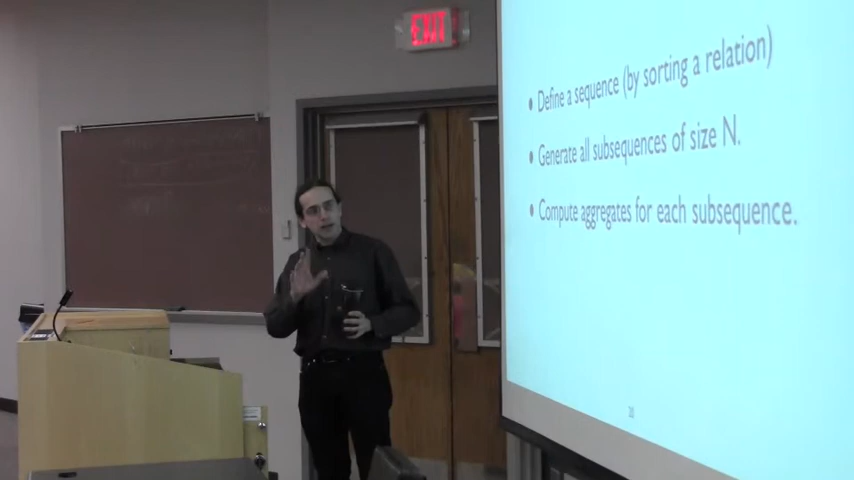 EXIT
• Define a sequence (by sorting a relation)
• Generate all subsequences of size N.
• Compute aggregates for each subsequence.